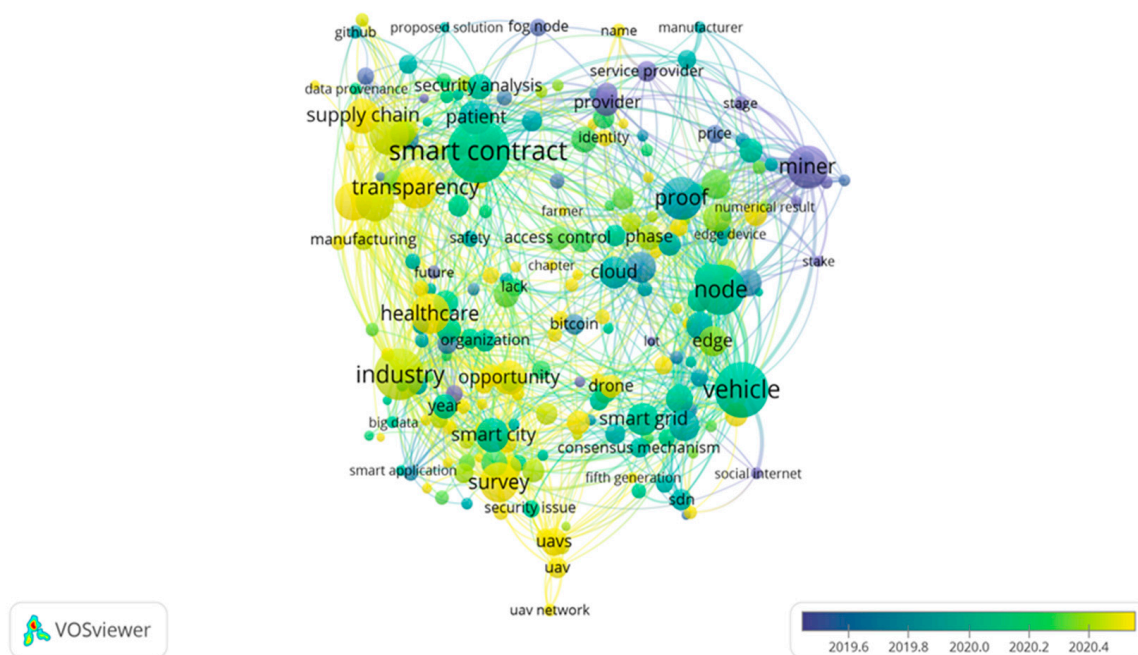 github
proposed solution
fog node
name
manufacturer
service provider
data provenance
security analysis
provider
stage
supply chain
patient
identity
price
smart contract
miner
transparency
proof
farmer
numerical result
manufacturing
safety
access control
phase
edge device
future
chapter
cloud
stake
lack
node
healthcare
bitcoin
organization
lot
edge
industry
opportunity
drone
vehicle
year
big data
smart city
smart grid
consensus mechanism
smart application
survey
fifth generation
social internet
security issue
sdn
uavs
uav
uav network
VOSviewer
2019.6 2019.8 2020.0 2020.2 2020.4